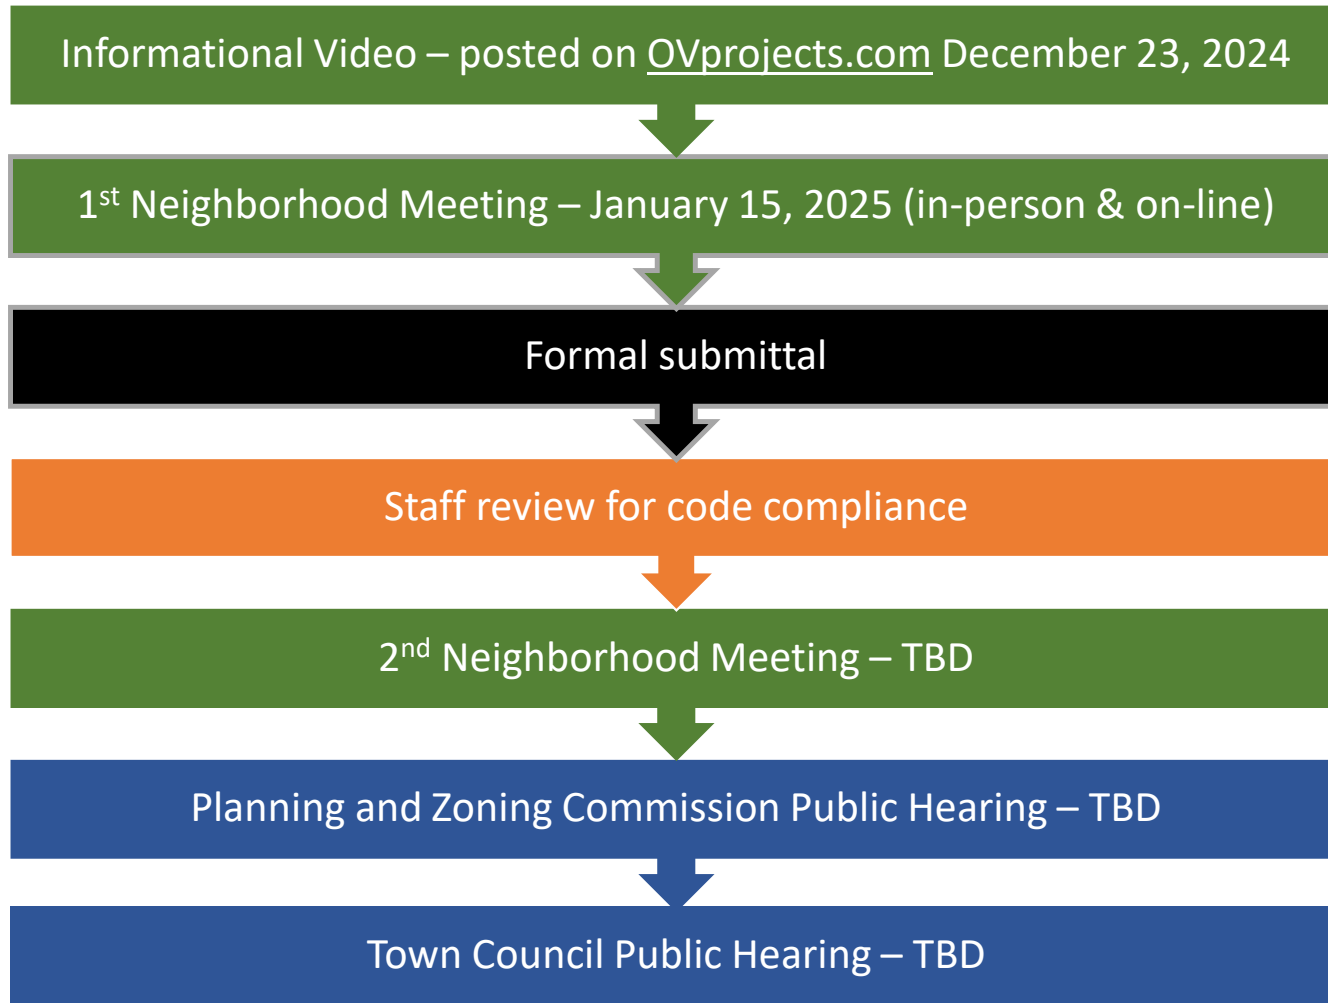 Informational Video – posted on OVprojects.com December 23, 2024
1st Neighborhood Meeting – January 15, 2025 (in-person & on-line)
Formal submittal
Staff review for code compliance
2nd Neighborhood Meeting – TBD
Planning and Zoning Commission Public Hearing – TBD
Town Council Public Hearing – TBD